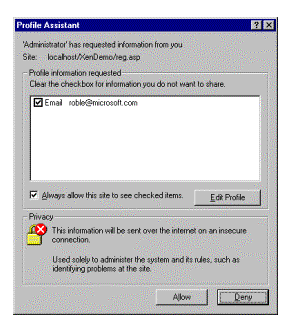 Profile Assistant
'Administrator' has requested information from you
Site: localhost/XenDemo/reg.asp
Profile information requested
Clear the checkbox for information you do not want to share.
Email roble@microsoft.com
Always allow this site to see checked items.
Edit Profile
Privacy
This information will be sent over the internet on an insecure
connection.
Used solely to administer the system and its rules, such as
identifying problems at the site.
Allow
Deny